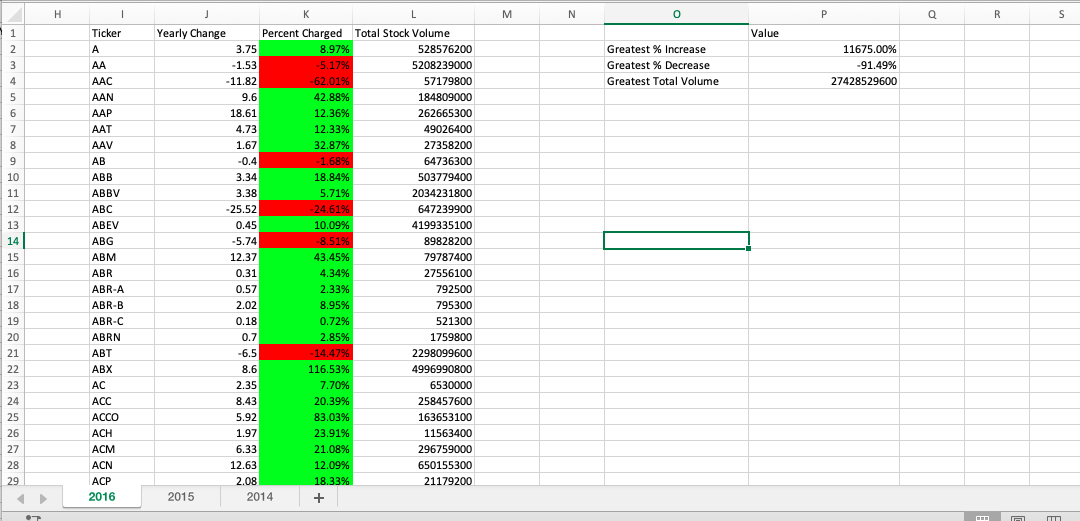 H I J K L M N O P Q R S
1 Ticker Yearly Change Percent Charged Total Stock Volume Value
2 A 3.75 8.97% 528576200 Greatest % Increase 11675.00%
3 AA -1.53 -5.17% 5208239000 Greatest % Decrease -91.49%
4 AAC -11.82 -62.01% 57179800 Greatest Total Volume 27428529600
5 AAN 9.6 42.88% 184809000
6 AAP 18.61 12.36% 262665300
7 AAT 4.73 12.33% 49026400
8 AAV 1.67 32.87% 27358200
9 AB -0.4 -1.68% 64736300
10 ABB 3.34 18.84% 503779400
11 ABBV 3.38 5.71% 2034231800
12 ABC -25.52 -24.61% 647239900
13 ABEV 0.45 10.09% 4199335100
14 ABG -5.74 -8.51% 89828200
15 ABM 12.37 43.45% 79787400
16 ABR 0.31 4.34% 27556100
17 ABR-A 0.57 2.33% 792500
18 ABR-B 2.02 8.95% 795300
19 ABR-C 0.18 0.72% 521300
20 ABRN 0.7 2.85% 1759800
21 ABT -6.5 -14.47% 2298099600
22 ABX 8.6 116.53% 4996990800
23 AC 2.35 7.70% 6530000
24 ACC 8.43 20.39% 258457600
25 ACCO 5.92 83.03% 163653100
26 ACH 1.97 23.91% 11563400
27 ACM 6.33 21.08% 296759000
28 ACN 12.63 12.09% 650155300
29 ACP 2.08 18.33% 21179200
2016 2015 2014 +